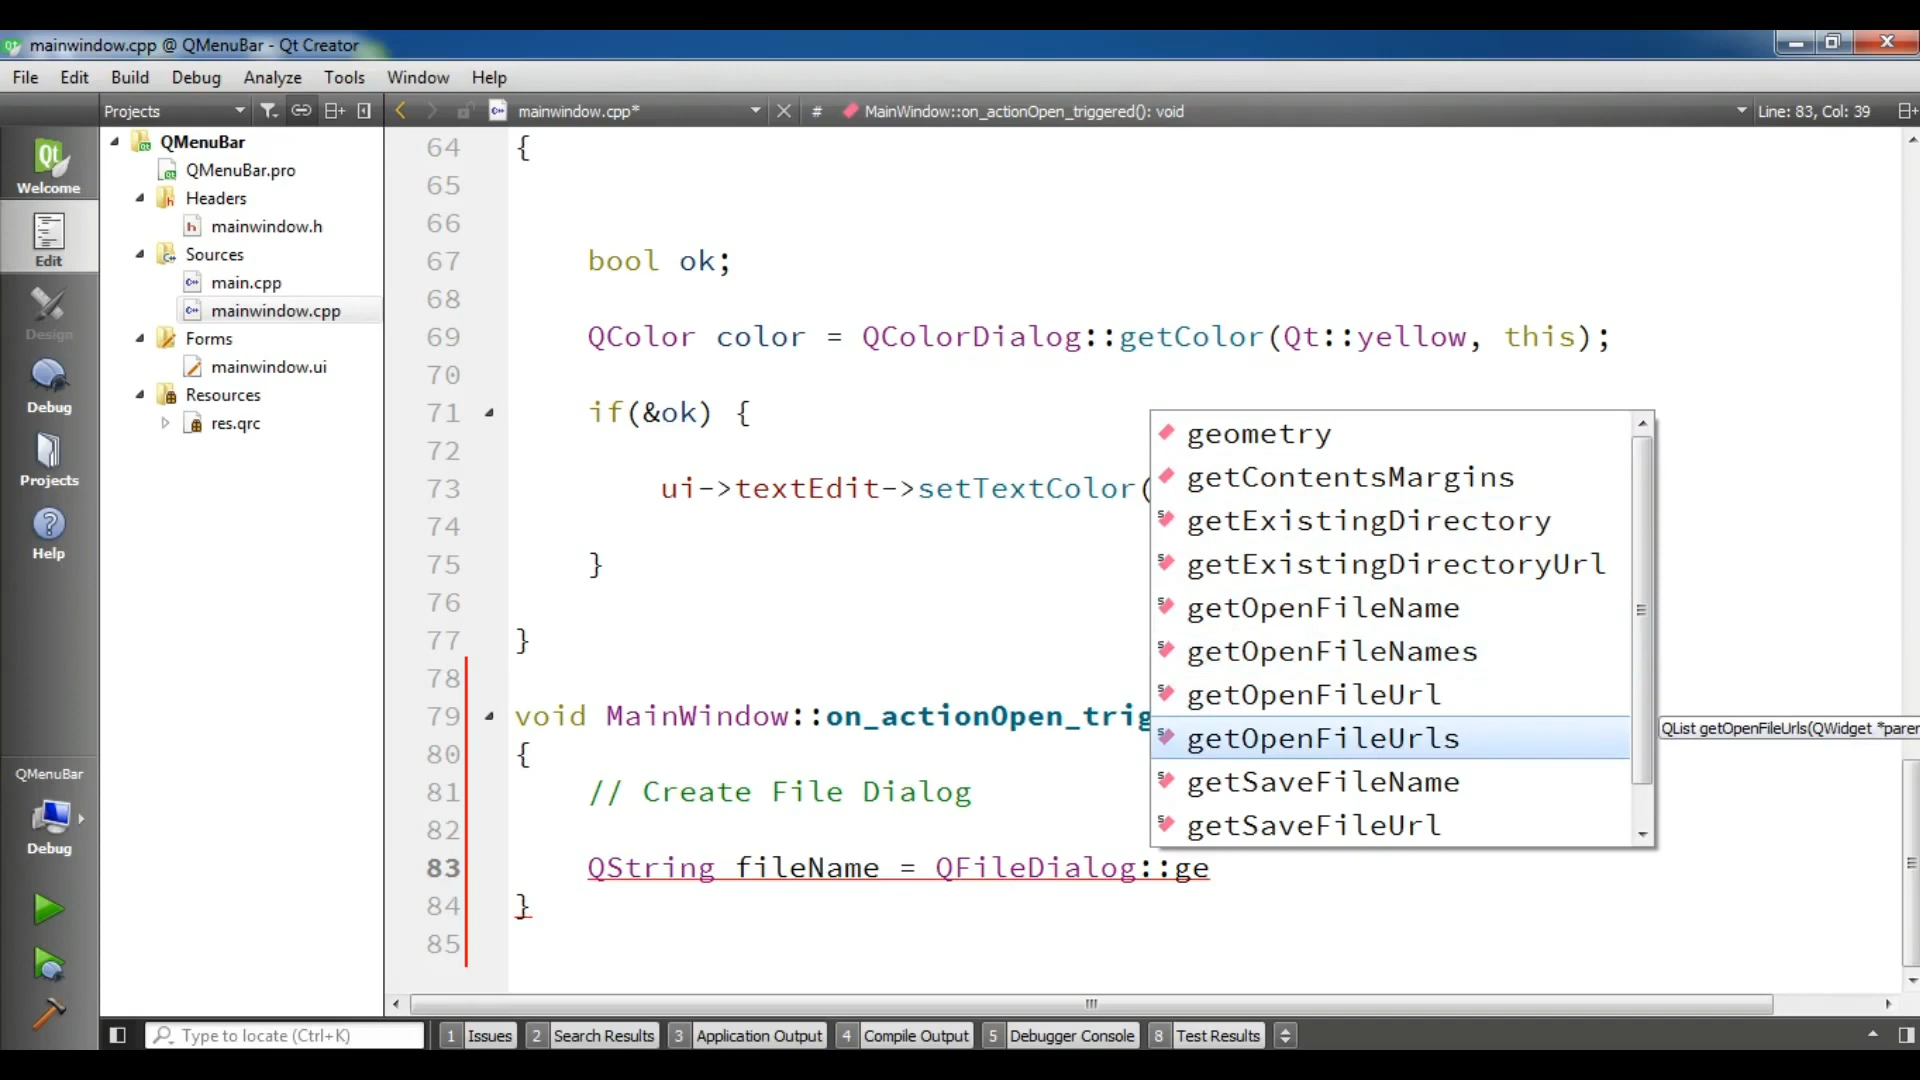 mainwindow.cpp @ QMenuBar - Qt Creator
File Edit Build Debug Analyze Tools Window Help
Projects mainwindow.cpp* # MainWindow::on_actionOpen_triggered(): void Line: 83, Col: 39
Welcome
Edit
Design
Debug
Projects
Help
QMenuBar
Debug
QMenuBar
QMenuBar.pro
Headers
mainwindow.h
Sources
main.cpp
mainwindow.cpp
Forms
mainwindow.ui
Resources
res.qrc
64 {
65
66
67 bool ok;
68
69 QColor color = QColorDialog::getColor(Qt::yellow, this);
70
71 if(&ok) {
72
73 ui->textEdit->setTextColor(
74
75 }
76
77 }
78
79 void MainWindow::on_actionOpen_trig
80 {
81 // Create File Dialog
82
83 QString fileName = QFileDialog::ge
84 }
85
geometry
getContentsMargins
getExistingDirectory
getExistingDirectoryUrl
getOpenFileName
getOpenFileNames
getOpenFileUrl
getOpenFileUrls
getSaveFileName
getSaveFileUrl
QList getOpenFileUrls(QWidget *paren
Type to locate (Ctrl+K) 1 Issues 2 Search Results 3 Application Output 4 Compile Output 5 Debugger Console 8 Test Results